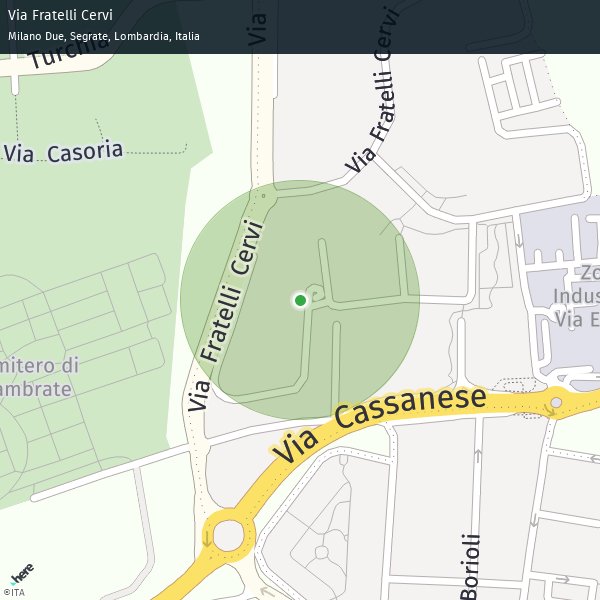 Via Fratelli Cervi
Milano Due, Segrate, Lombardia, Italia
Turchia
Via
Via Fratelli Cervi
Via Casoria
Via Fratelli Cervi
Zo
Indus
Via E
mitero di
ambrate
Via Cassanese
Borioli
here
©ITA